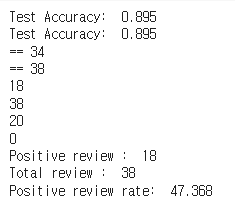 Test Accuracy:  0.895
Test Accuracy:  0.895
== 34
== 38
18
38
20
0
Positive review :  18
Total review :  38
Positive review rate:  47.368